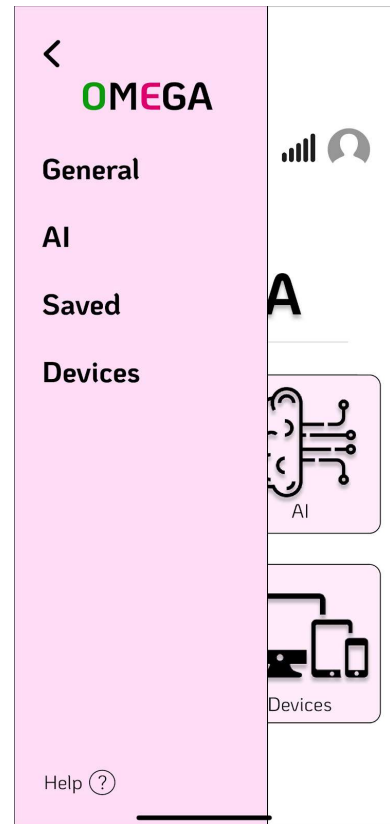 OMEGA
General
AI
Saved
Devices
A
AI
Devices
Help ?